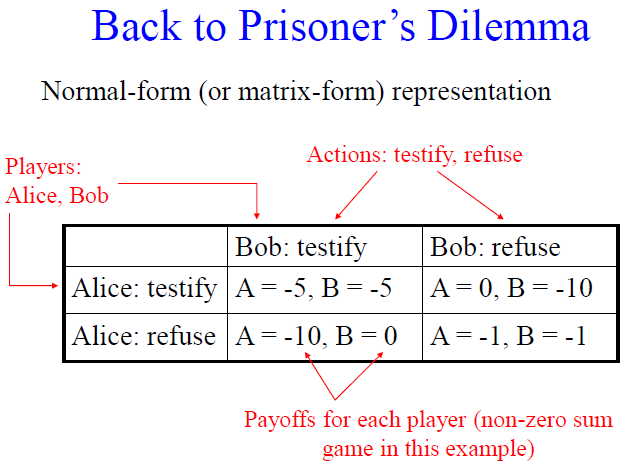 Back to Prisoner's Dilemma
Normal-form (or matrix-form) representation
Players:
Alice, Bob
Actions: testify, refuse
Bob: testify Bob: refuse
Alice: testify A = -5, B = -5 A = 0, B = -10
Alice: refuse A = -10, B = 0 A = -1, B = -1
Payoffs for each player (non-zero sum
game in this example)